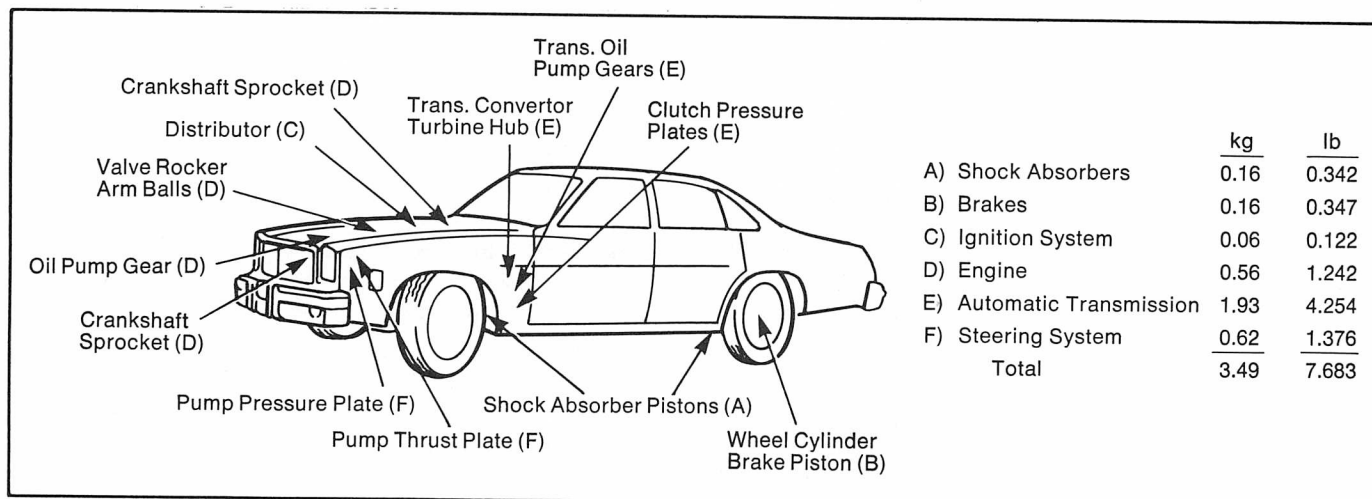 Trans. Oil
Pump Gears (E)
Crankshaft Sprocket (D)
Trans. Convertor
Turbine Hub (E)
Clutch Pressure
Plates (E)
Distributor (C)
Valve Rocker
Arm Balls (D)
Oil Pump Gear (D)
Crankshaft
Sprocket (D)
Pump Pressure Plate (F)
Pump Thrust Plate (F)
Shock Absorber Pistons (A)
Wheel Cylinder
Brake Piston (B)
kg lb
A) Shock Absorbers 0.16 0.342
B) Brakes 0.16 0.347
C) Ignition System 0.06 0.122
D) Engine 0.56 1.242
E) Automatic Transmission 1.93 4.254
F) Steering System 0.62 1.376
Total 3.49 7.683